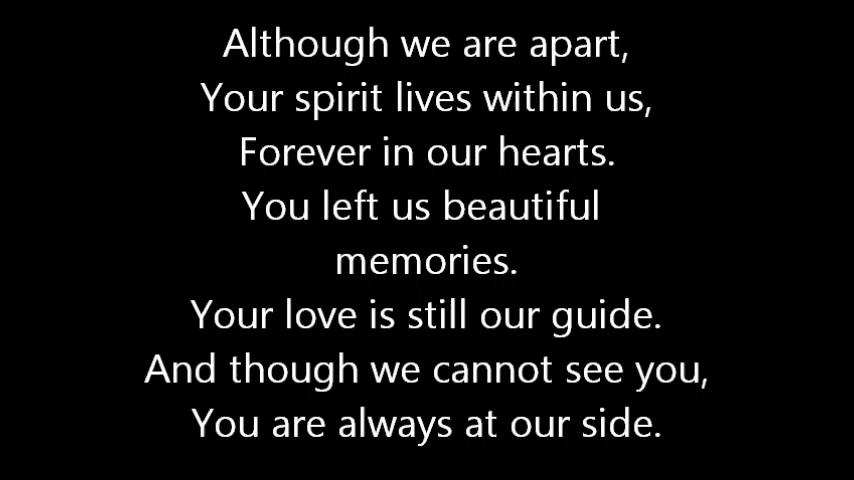 Although we are apart,
Your spirit lives within us,
Forever in our hearts.
You left us beautiful
memories.
Your love is still our guide.
And though we cannot see you,
You are always at our side.